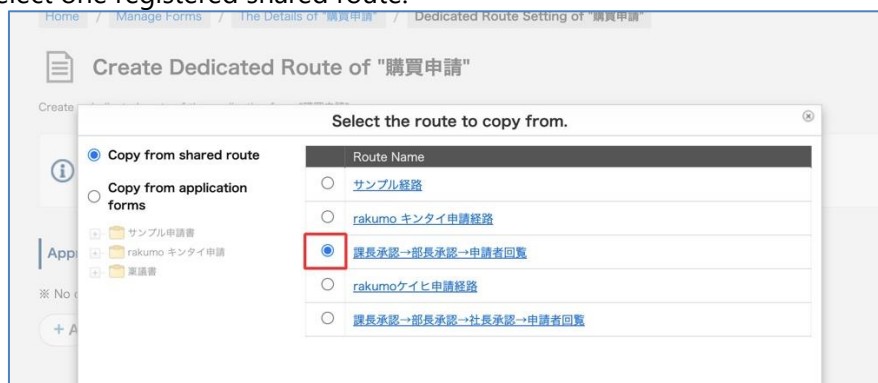 elect one registered shared route.
Home / Manage Forms / The Details of "購買申請" / Dedicated Route Setting of "購買申請"
Create Dedicated Route of "購買申請"
Create
Select the route to copy from.
Copy from shared route
Copy from application forms
サンプル申請書
rakumo キンタイ申請
稟議書
Route Name
サンプル経路
rakumo キンタイ申請経路
課長承認→部長承認→申請者回覧
rakumoケイヒ申請経路
課長承認→部長承認→社長承認→申請者回覧
App
※ No
+ A